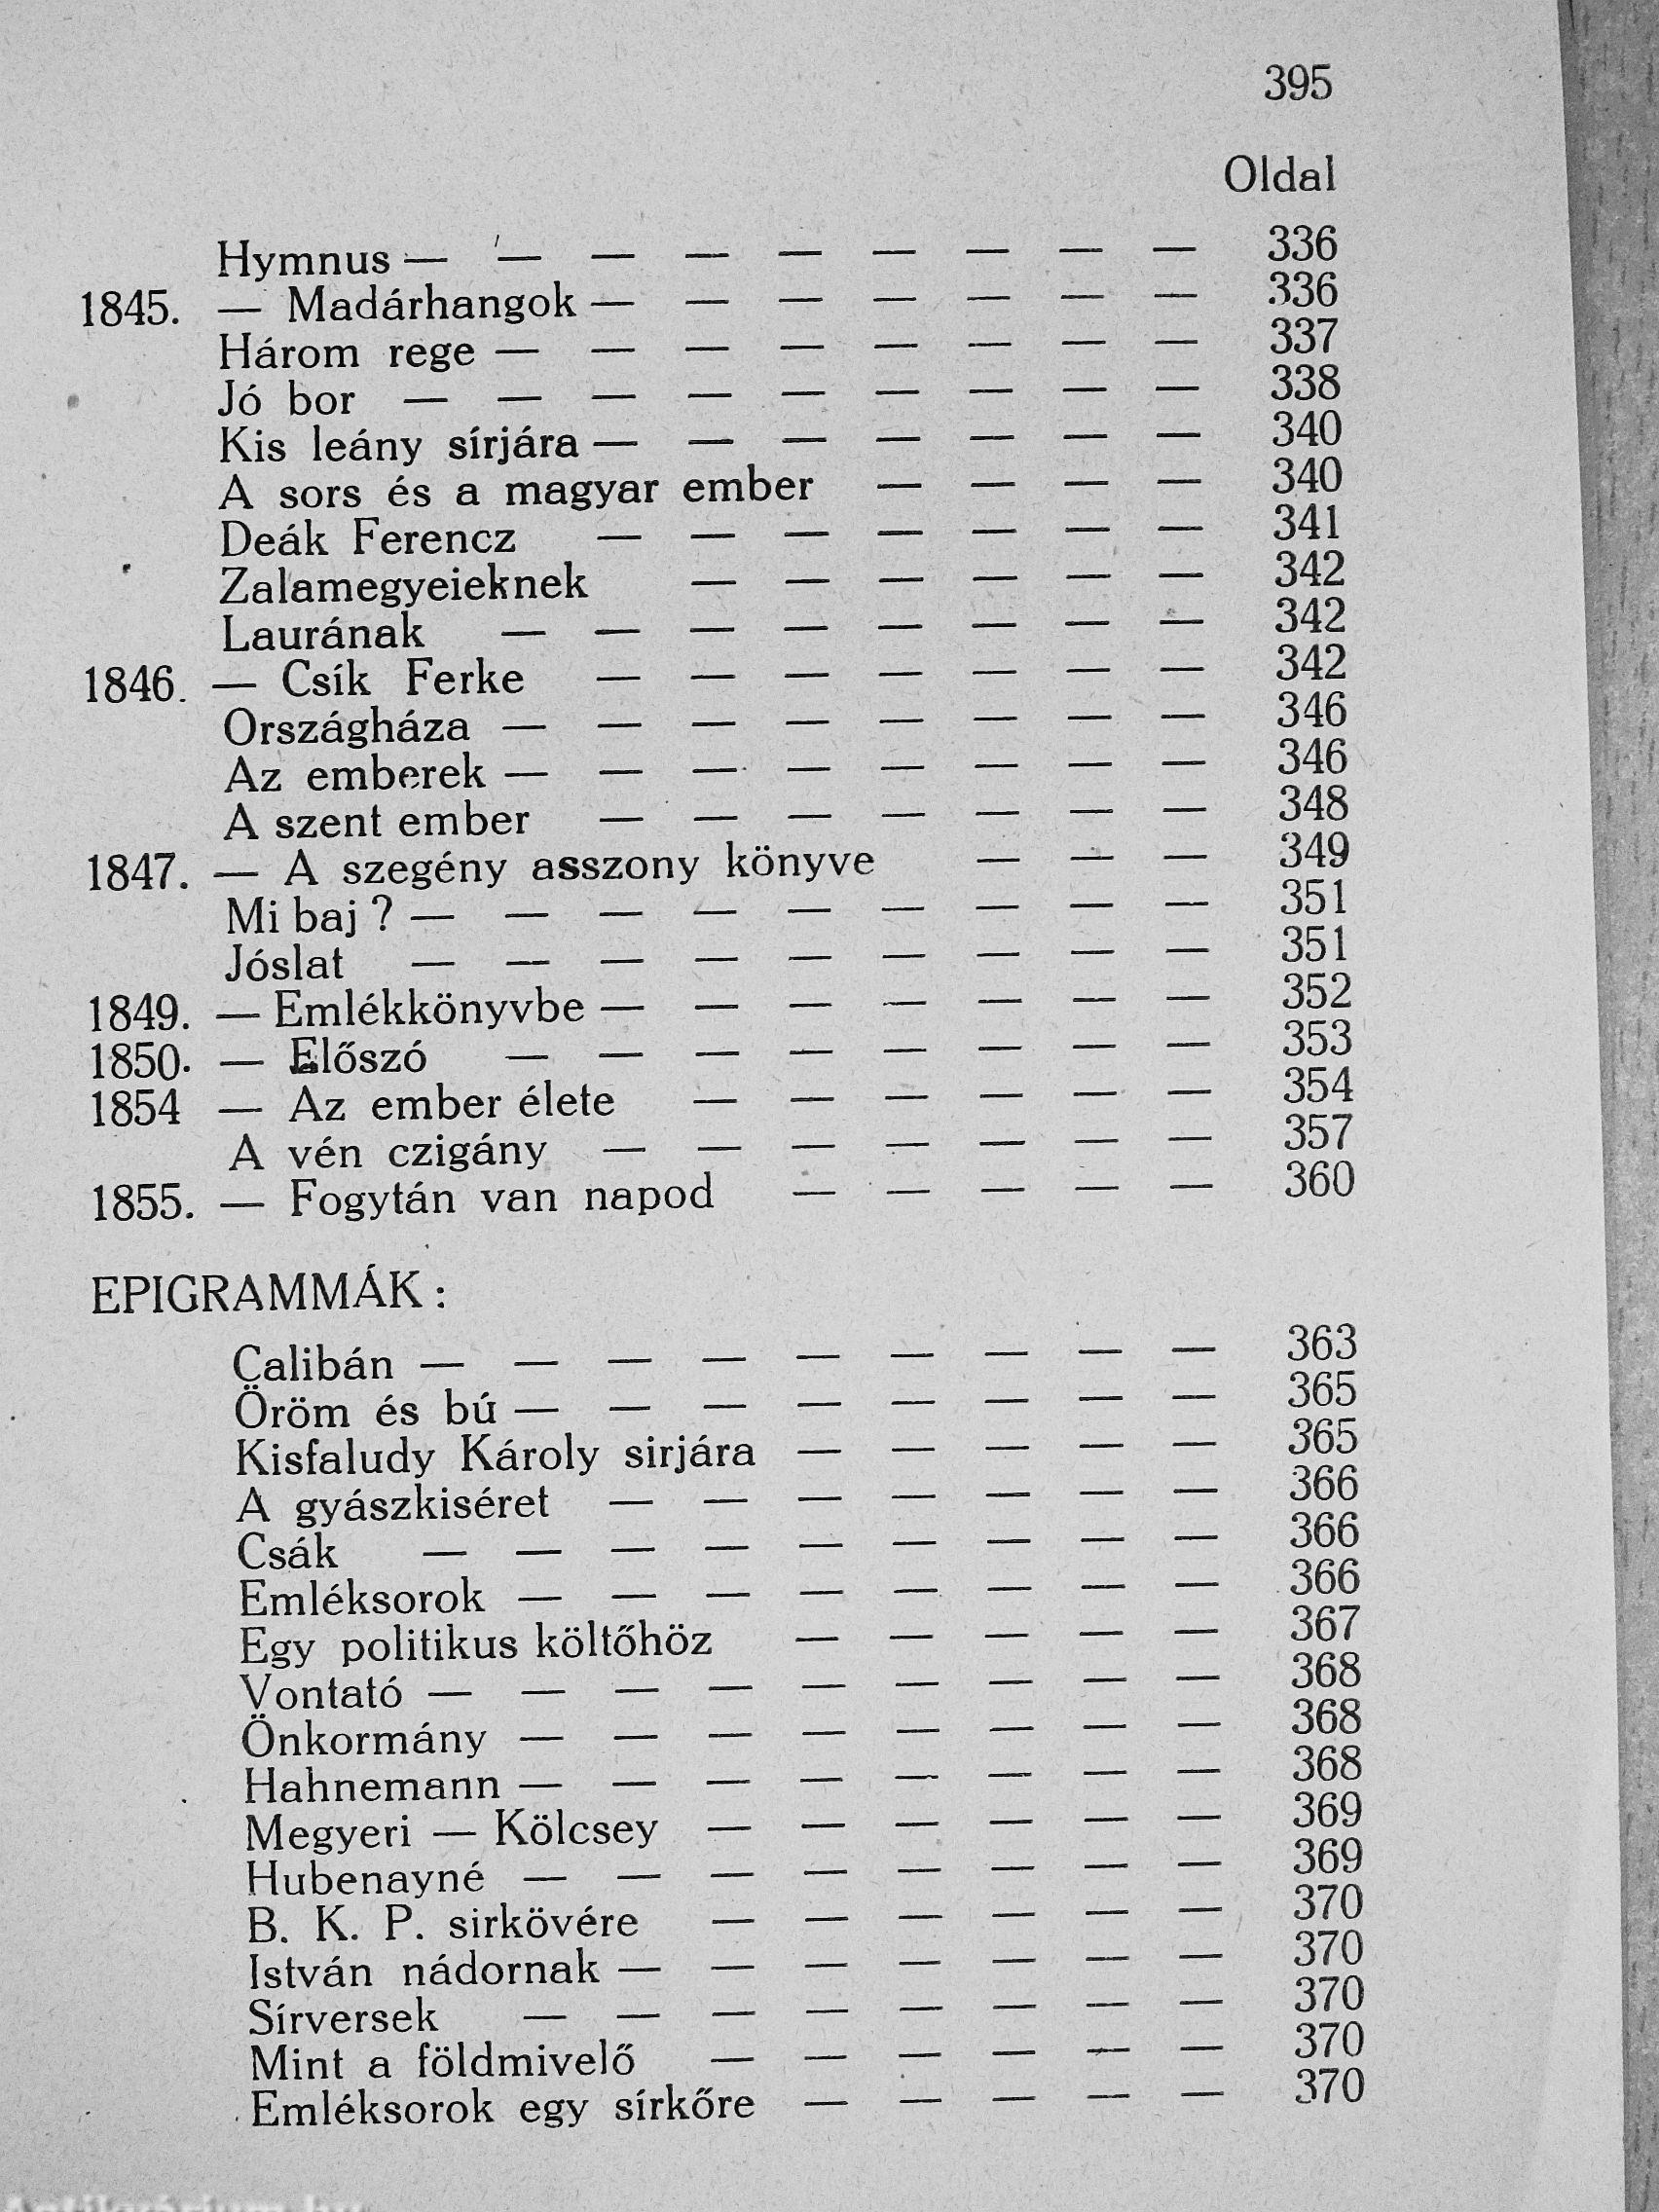 395
Oldal
Hymnus — — — — — — — — — 336
1845. — Madárhangok — — — — — — — 336
Három rege — — — — — — — — 337
Jó bor — — — — — — — — — 338
Kis leány sírjára — — — — — — — 340
A sors és a magyar ember — — — — 340
Deák Ferencz — — — — — — — 341
Zalamegyeieknek — — — — — — 342
Laurának — — — — — — — — 342
1846. — Csík Ferke — — — — — — — 342
Országháza — — — — — — — — 346
Az emberek — — — — — — — — 346
A szent ember — — — — — — — 348
1847. — A szegény asszony könyve — — — 349
Mi baj ? — — — — — — — — — 351
Jóslat — — — — — — — — — 351
1849. — Emlékkönyvbe — — — — — — — 352
1850. — Előszó — — — — — — — — 353
1854 — Az ember élete — — — — — — 354
A vén czigány — — — — — — — 357
1855. — Fogytán van napod — — — — — 360
EPIGRAMMÁK :
Calibán — — — — — — — — — 363
Öröm és bú — — — — — — — — 365
Kisfaludy Károly sirjára — — — — — 365
A gyászkiséret — — — — — — — 366
Csák — — — — — — — — — 366
Emléksorok — — — — — — — — 366
Egy politikus költőhöz — — — — — 367
Vontató — — — — — — — — — 368
Önkormány — — — — — — — — 368
Hahnemann — — — — — — — — 368
Megyeri — Kölcsey — — — — — — 369
Hubenayné — — — — — — — — 369
B. K. P. sirkövére — — — — — — 370
István nádornak — — — — — — — 370
Sírversek — — — — — — — — 370
Mint a földmivelő — — — — — — 370
Emléksorok egy sírkőre — — — — — 370